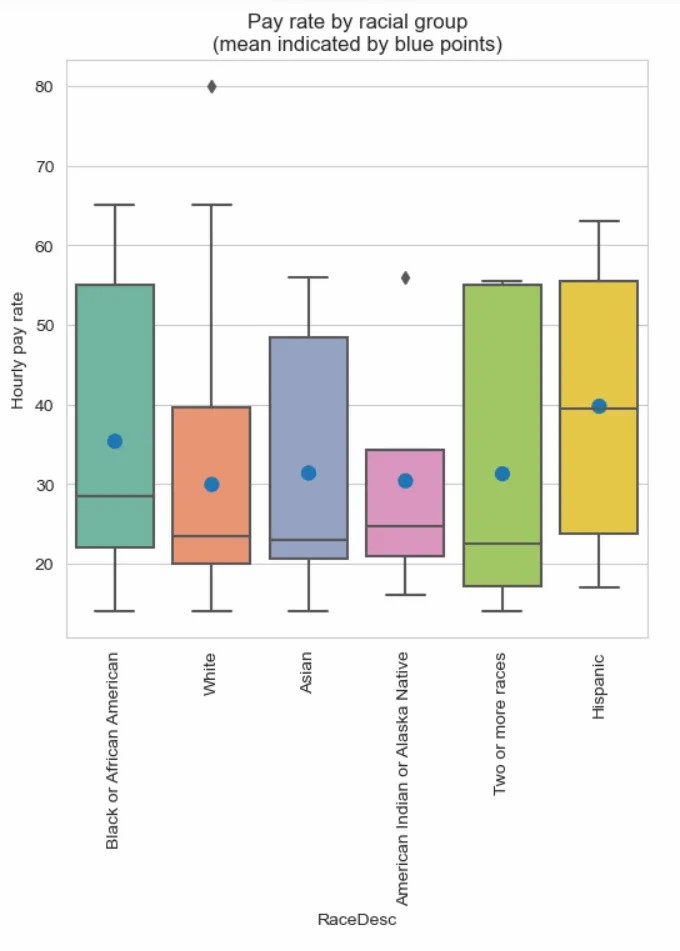 Pay rate by racial group
(mean indicated by blue points)
80
70
60
50
40
30
20
Hourly pay rate
Black or African American
White
Asian
American Indian or Alaska Native
Two or more races
Hispanic
RaceDesc